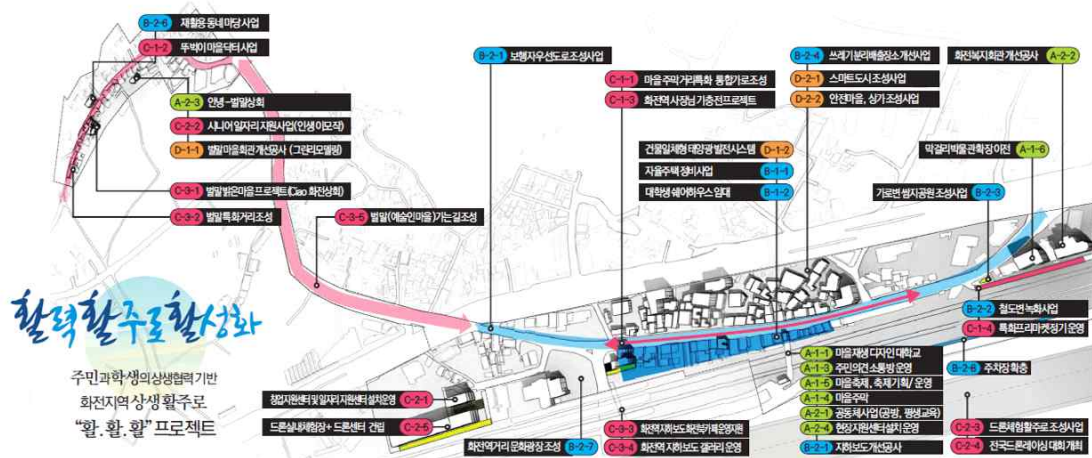 B-2-6 재활용 동네마당 사업
C-1-2 뚜벅이 마을 닥터 사업
A-2-3 안녕-벌말상회
C-2-2 시니어 일자리 지원사업(인생 이모작)
D-1-1 벌말마을회관 개선공사 (그린리모델링)
C-3-1 벌말 밝은마을 프로젝트(Ciao 화전상회)
C-3-2 벌말특화거리조성
C-3-5 벌말(예술인마을)가는 길 조성
B-2-1 보행자우선도로조성사업
C-1-1 마을 주막거리특화 통합가로조성
C-1-3 화전역 사장님 기충전프로젝트
건물일체형 태양광 발전시스템 D-1-2
자율주택 정비사업 B-1-1
대학생 쉐어하우스 임대 B-1-2
B-2-4 쓰레기 분리배출장소 개선사업
D-2-1 스마트도시 조성사업
D-2-2 안전마을, 상가 조성사업
화전복지회관 개선공사 A-2-2
막걸리박물관확장 이전 A-1-6
가로변 쌈지공원 조성사업 B-2-3
B-2-2 철도변 녹화사업
C-1-4 특화프리마켓정기 운영
B-2-8 주차장 확충
A-1-1 마을 재생 디자인 대학교
A-1-3 주민의견 소통방 운영
A-1-5 마을축제, 축제기획/ 운영
A-1-4 마을주막
A-2-1 공동체사업(공방, 평생교육)
A-2-4 현장지원센터설치 운영
B-2-1 지하보도 개선공사
C-2-3 드론체험활주로 조성사업
C-2-4 전국드론레이싱 대회 개최
활력활주로활성화
주민과학생의상생협력기반
화전지역상생활주로
"활.활.활"프로젝트
창업지원센터 및 일자리 지원센터 설치운영 C-2-1
드론실내체험장+ 드론센터 건립 C-2-5
화전역거리 문화광장 조성 B-2-7
C-3-3 화전역지하보도 화전북카페운영지원
C-3-4 화전역 지하보도 갤러리 운영